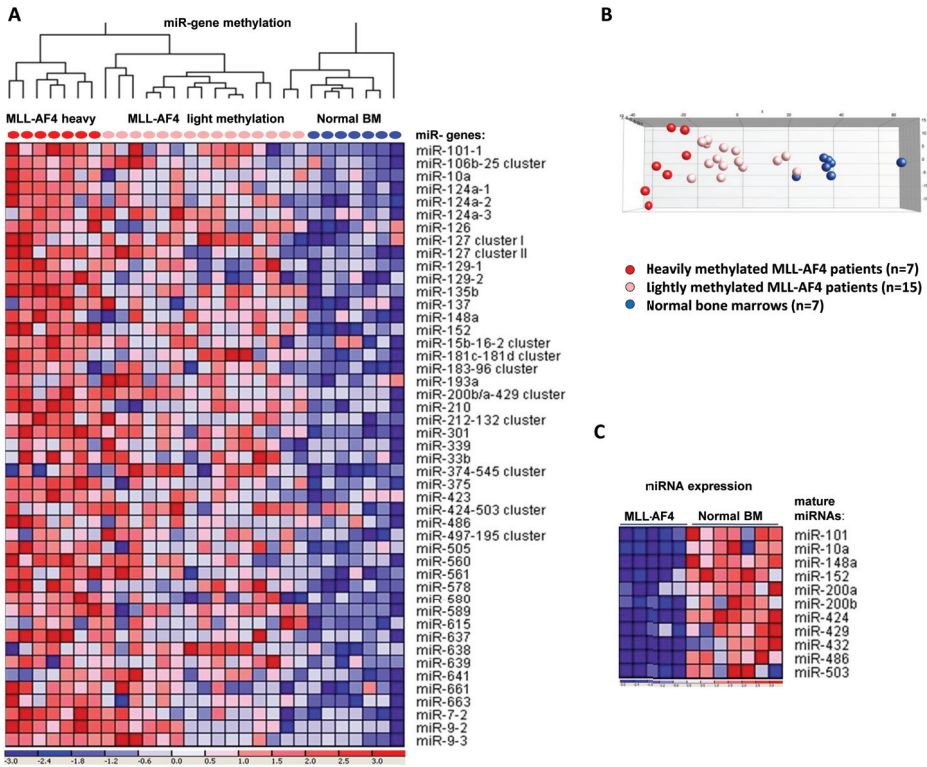 A
miR-gene methylation
MLL-AF4 heavy
MLL-AF4 light methylation
Normal BM
miR- genes:
miR-101-1
miR-106b-25 cluster
miR-10a
miR-124a-1
miR-124a-2
miR-124a-3
miR-126
miR-127 cluster I
miR-127 cluster II
miR-129-1
miR-129-2
miR-135b
miR-137
miR-148a
miR-152
miR-15b-16-2 cluster
miR-181c-181d cluster
miR-183-96 cluster
miR-193a
miR-200b/a-429 cluster
miR-210
miR-212-132 cluster
miR-301
miR-339
miR-33b
miR-374-545 cluster
miR-375
miR-423
miR-424-503 cluster
miR-486
miR-497-195 cluster
miR-505
miR-560
miR-561
miR-578
miR-580
miR-589
miR-615
miR-637
miR-638
miR-639
miR-641
miR-661
miR-663
miR-7-2
miR-9-2
miR-9-3
-3.0 -2.4 -1.8 -1.2 -0.6 0.0 0.5 1.0 1.5 2.0 2.5 3.0
B
Heavily methylated MLL-AF4 patients (n=7)
Lightly methylated MLL-AF4 patients (n=15)
Normal bone marrows (n=7)
C
miRNA expression
MLL-AF4
Normal BM
mature
miRNAs:
miR-101
miR-10a
miR-148a
miR-152
miR-200a
miR-200b
miR-424
miR-429
miR-432
miR-486
miR-503